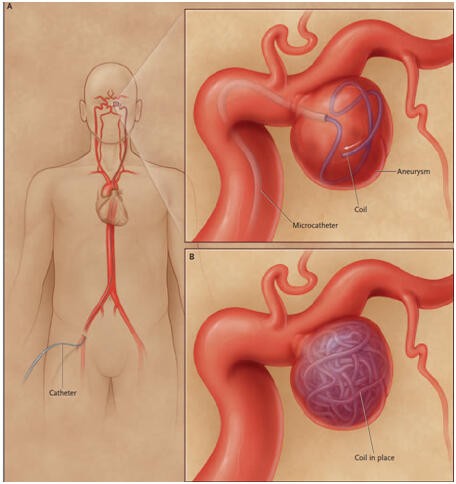 A
Aneurysm
Coil
Microcatheter
B
Catheter
Coil in place